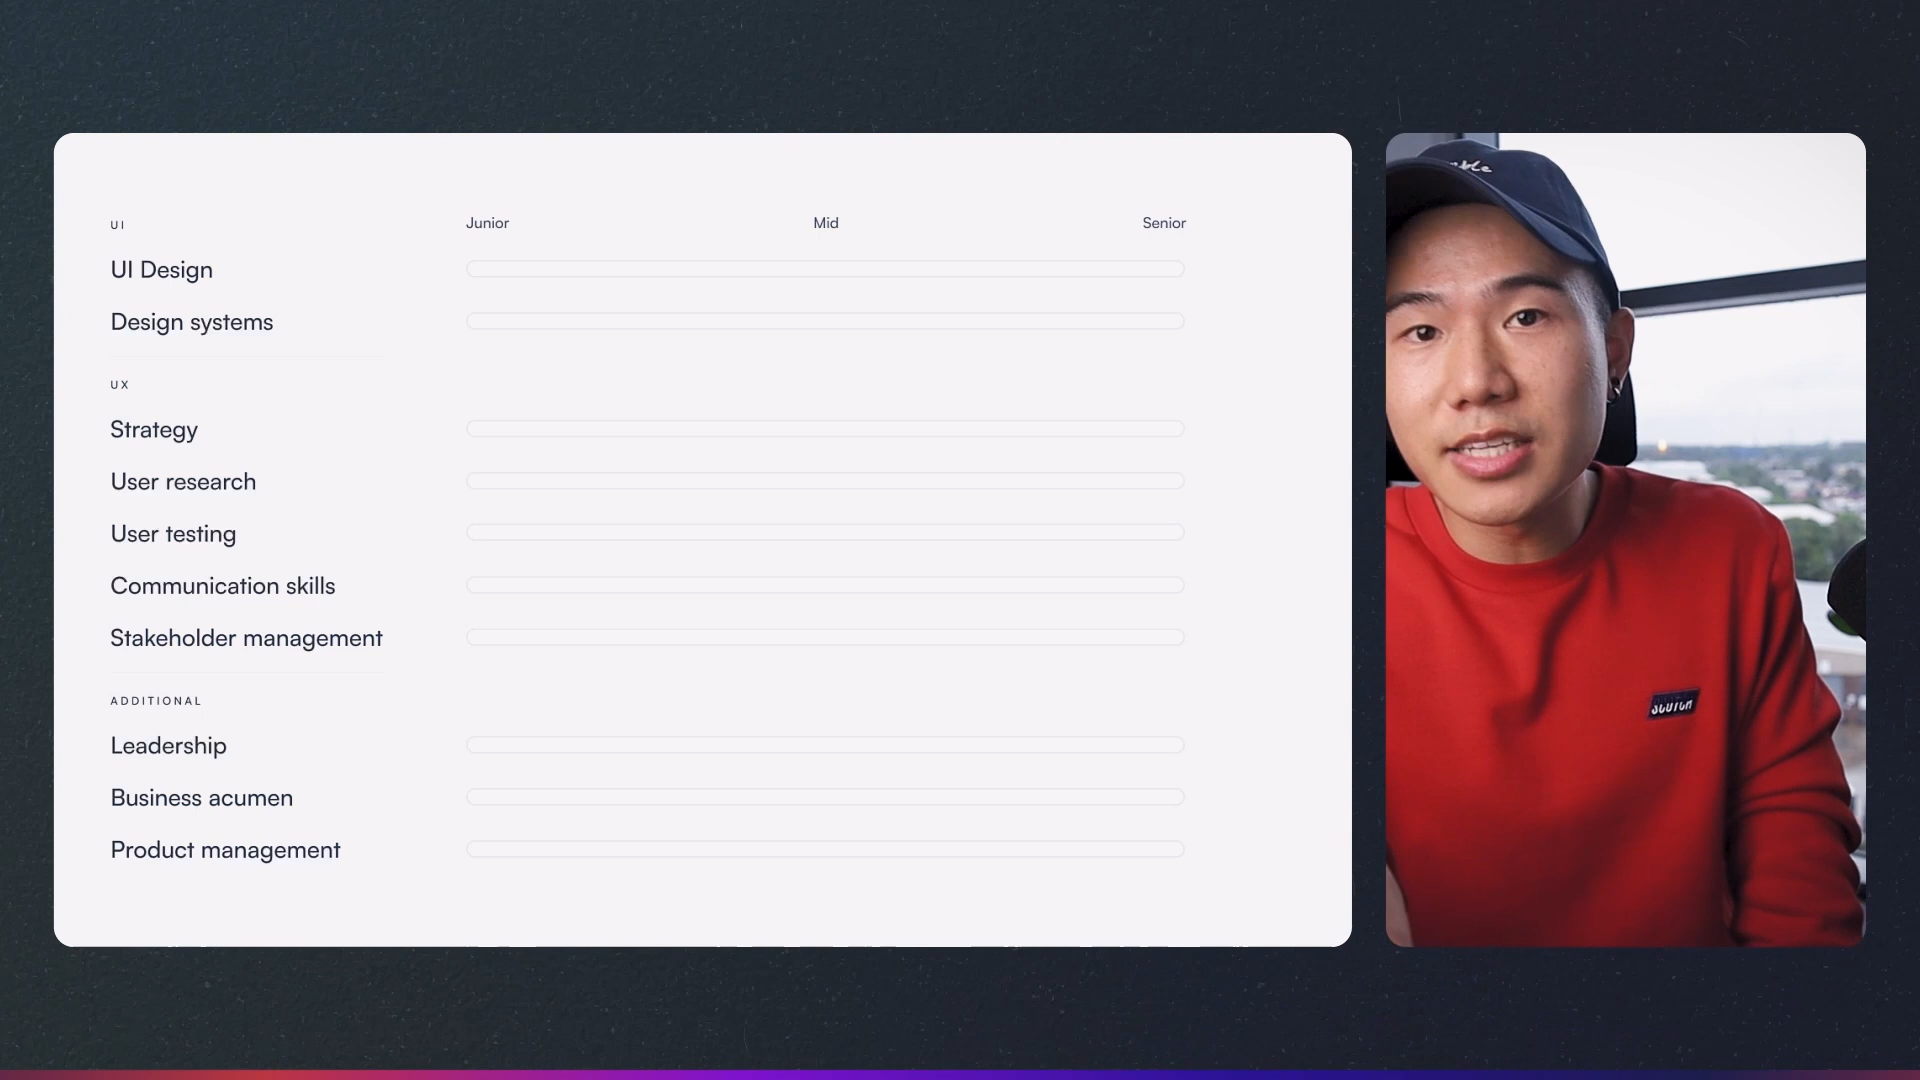 UI
Junior
Mid
Senior
UI Design
Design systems
UX
Strategy
User research
User testing
Communication skills
Stakeholder management
ADDITIONAL
Leadership
Business acumen
Product management